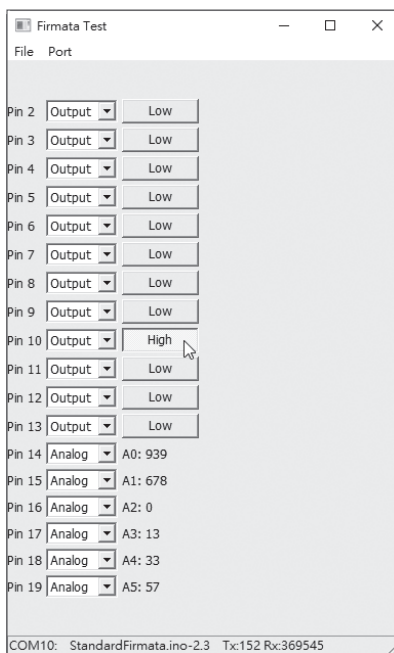 Firmata Test
File Port
Pin 2 Output Low
Pin 3 Output Low
Pin 4 Output Low
Pin 5 Output Low
Pin 6 Output Low
Pin 7 Output Low
Pin 8 Output Low
Pin 9 Output Low
Pin 10 Output High
Pin 11 Output Low
Pin 12 Output Low
Pin 13 Output Low
Pin 14 Analog A0: 939
Pin 15 Analog A1: 678
Pin 16 Analog A2: 0
Pin 17 Analog A3: 13
Pin 18 Analog A4: 33
Pin 19 Analog A5: 57
COM10: StandardFirmata.ino-2.3 Tx:152 Rx:369545